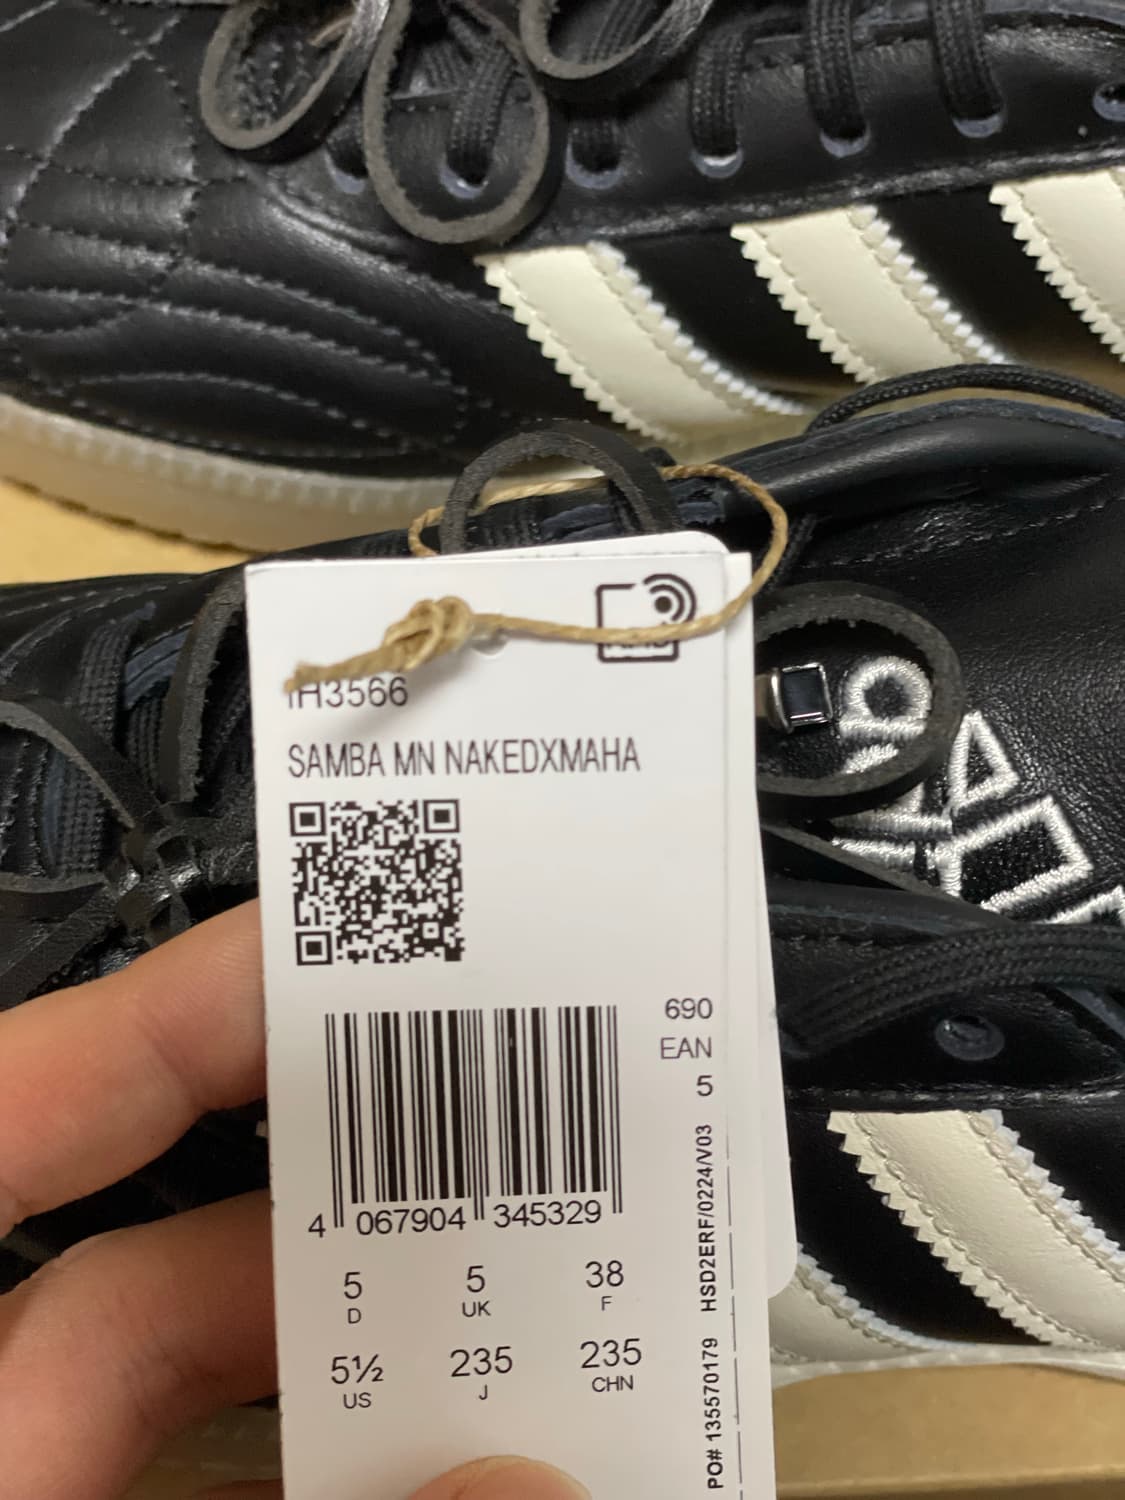 IH3566
SAMBA MN NAKEDXMAHA
690
EAN
5
4 067904 345329
5 D
5 UK
38 F
5½ US
235 J
235 CHN
PO# 135570179 HSD2ERF/0224/V03